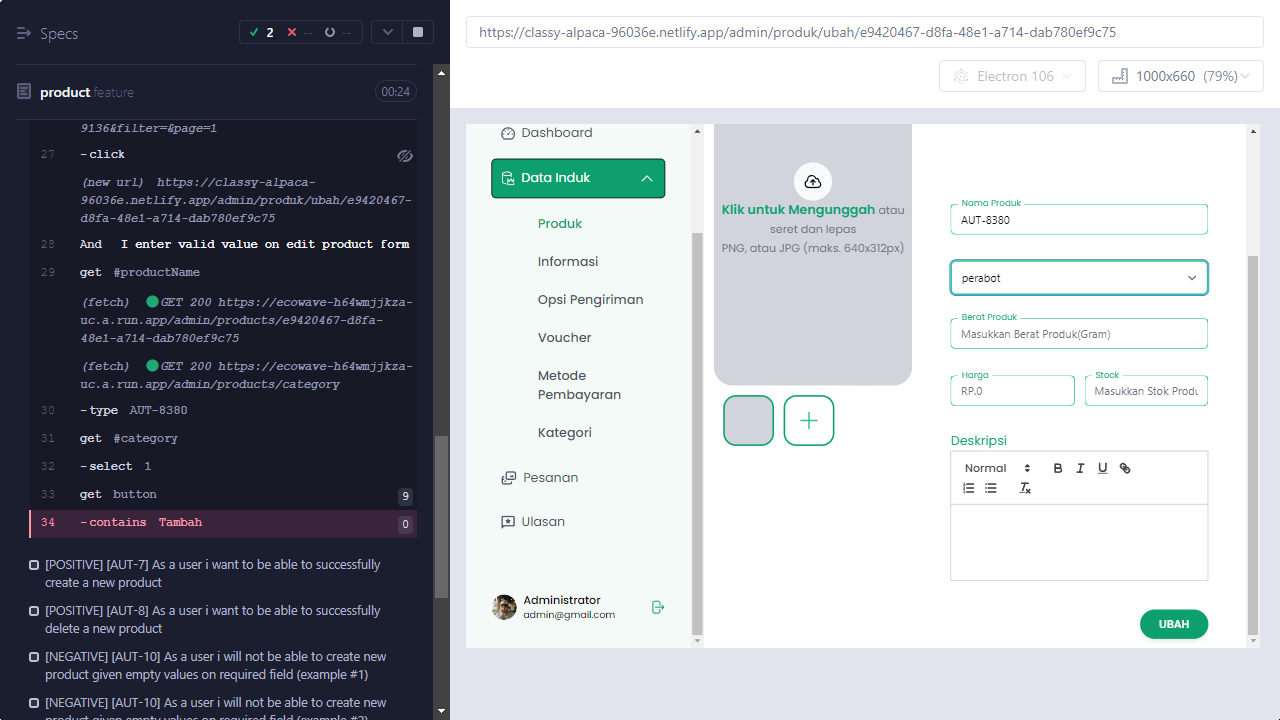 Specs
2
--
--
product.feature
00:24
9136&filter=&page=1
27
-click
(new url) https://classy-alpaca-
96036e.netlify.app/admin/produk/ubah/e9420467-
d8fa-48e1-a714-dab780ef9c75
28
And I enter valid value on edit product form
29
get #productName
(fetch) GET 200 https://ecowave-h64wmjjkza-
uc.a.run.app/admin/products/e9420467-d8fa-
48e1-a714-dab780ef9c75
(fetch) GET 200 https://ecowave-h64wmjjkza-
uc.a.run.app/admin/products/category
30
-type AUT-8380
31
get #category
32
-select 1
33
get button
9
34
-contains Tambah
0
[POSITIVE] [AUT-7] As a user i want to be able to successfully
create a new product
[POSITIVE] [AUT-8] As a user i want to be able to successfully
delete a new product
[NEGATIVE] [AUT-10] As a user i will not be able to create new
product given empty values on required field (example #1)
[NEGATIVE] [AUT-10] As a user i will not be able to create new
product given empty values on required field (example #2)
https://classy-alpaca-96036e.netlify.app/admin/produk/ubah/e9420467-d8fa-48e1-a714-dab780ef9c75
Electron 106
1000x660 (79%)
Dashboard
Data Induk
Produk
Informasi
Opsi Pengiriman
Voucher
Metode
Pembayaran
Kategori
Pesanan
Ulasan
Administrator
admin@gmail.com
Klik untuk Mengunggah atau
seret dan lepas
PNG, atau JPG (maks. 640x312px)
Nama Produk
AUT-8380
perabot
Berat Produk
Masukkan Berat Produk(Gram)
Harga
RP.0
Stock
Masukkan Stok Produ
Deskripsi
Normal
B I U
UBAH